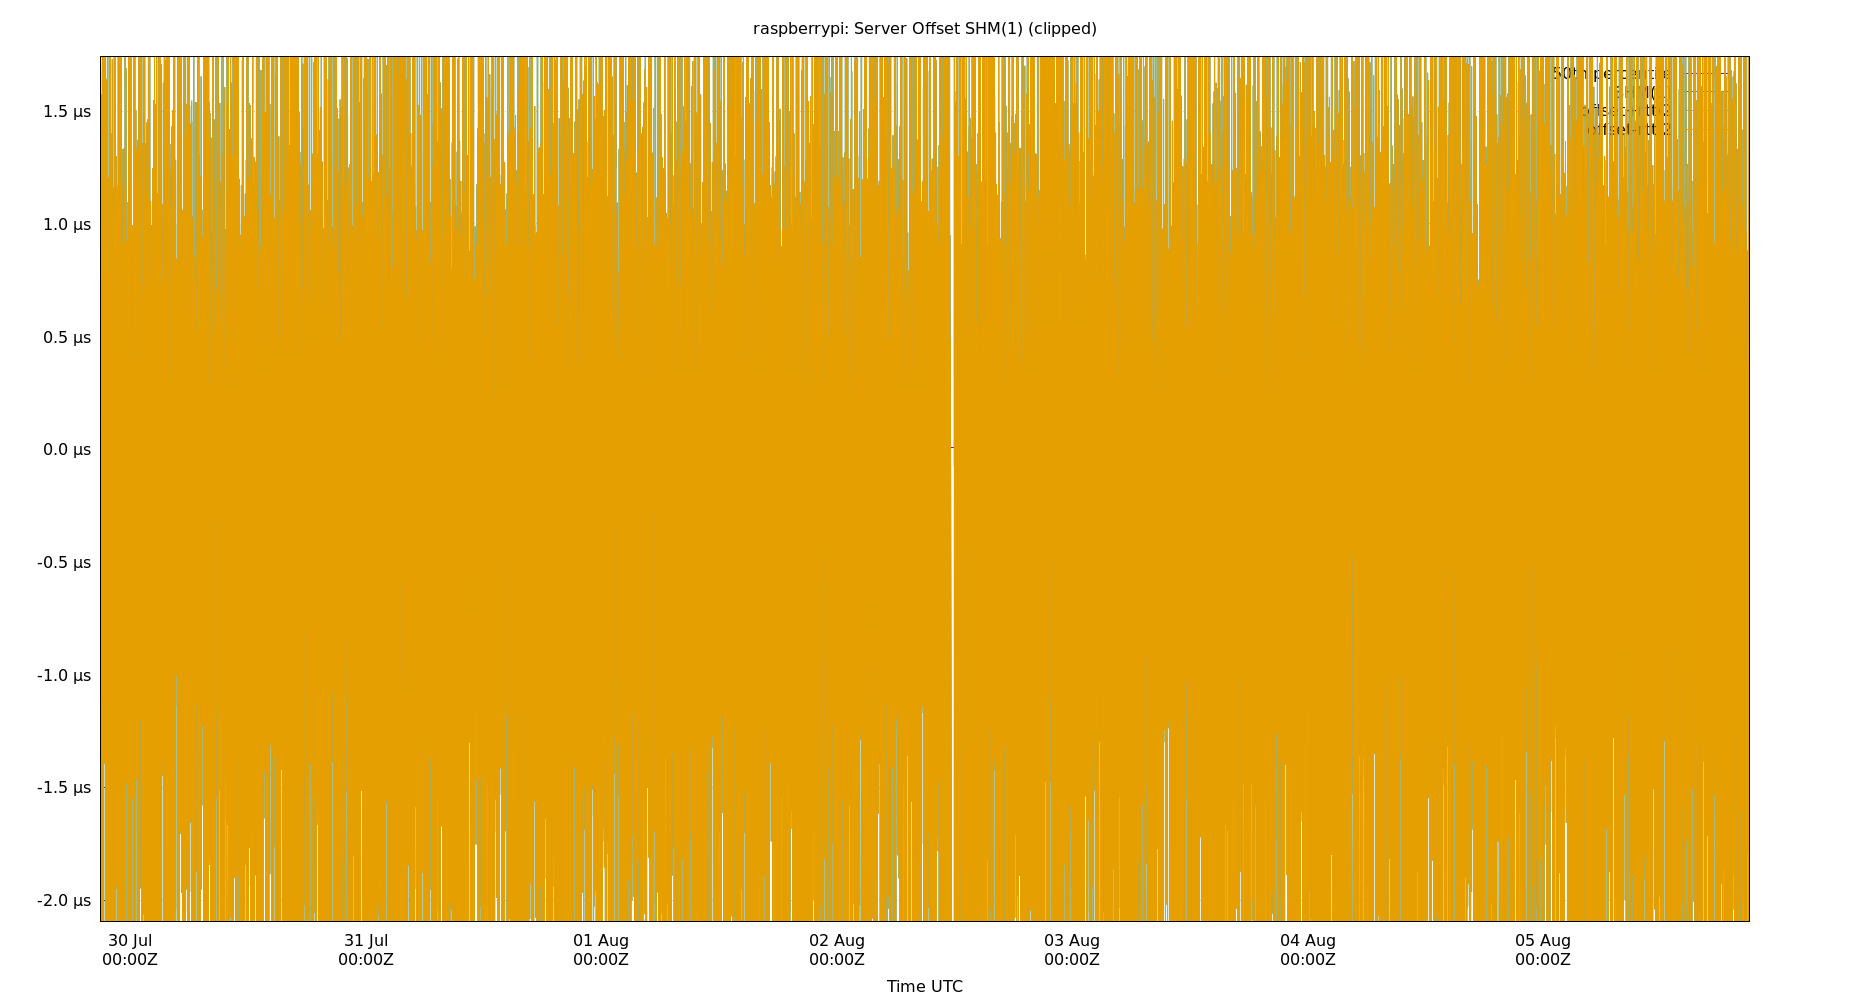 raspberrypi: Server Offset SHM(1) (clipped)
50th percentile
1.5 µs
1.0 µs
0.5 µs
0.0 µs
-0.5 µs
-1.0 µs
-1.5 µs
-2.0 µs
30 Jul 31 Jul 01 Aug 02 Aug 03 Aug 04 Aug 05 Aug
00:00Z 00:00Z 00:00Z 00:00Z 00:00Z 00:00Z 00:00Z
Time UTC